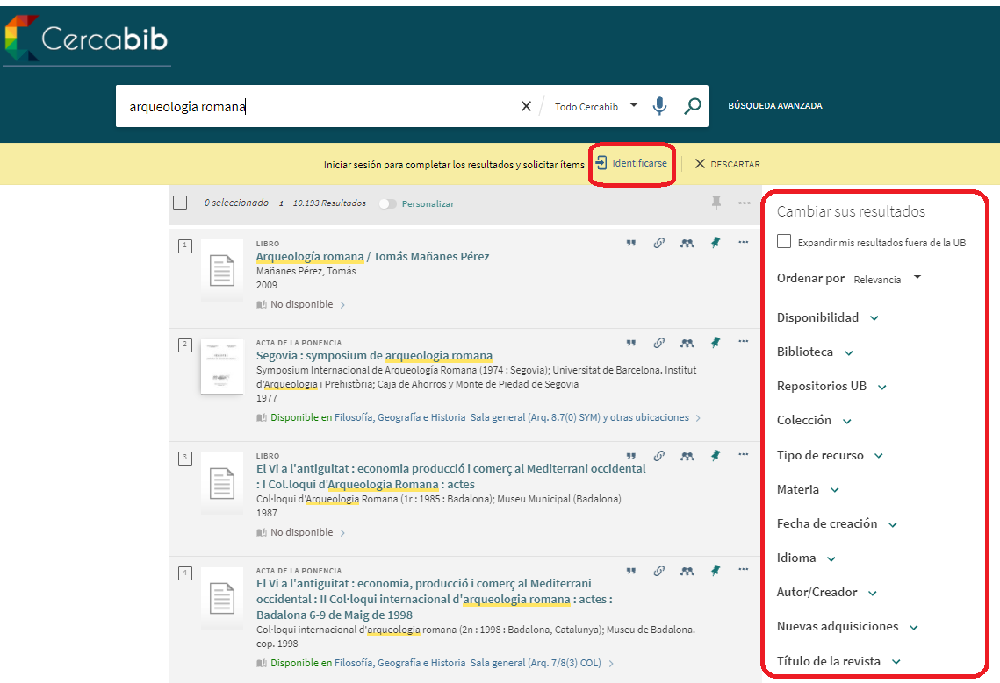 Cercabib
arqueologia romana
Todo Cercabib
BÚSQUEDA AVANZADA
Iniciar sesión para completar los resultados y solicitar ítems
Identificarse
DESCARTAR
0 seleccionado 1 10.193 Resultados Personalizar
1
LIBRO
Arqueología romana / Tomás Mañanes Pérez
Mañanes Pérez, Tomás
2009
No disponible
2
ACTA DE LA PONENCIA
Segovia : symposium de arqueologia romana
Symposium Internacional de Arqueología Romana (1974 : Segovia); Universitat de Barcelona. Institut
d'Arqueologia i Prehistòria; Caja de Ahorros y Monte de Piedad de Segovia
1977
Disponible en Filosofía, Geografía e Historia Sala general (Arq. 8.7(0) SYM) y otras ubicaciones
3
LIBRO
El Vi a l'antiguitat : economia producció i comerç al Mediterrani occidental
: I Col.loqui d'Arqueologia Romana : actes
Col·loqui d'Arqueologia Romana (1r : 1985 : Badalona); Museu Municipal (Badalona)
1987
No disponible
4
ACTA DE LA PONENCIA
El Vi a l'antiguitat : economia, producció i comerç al Mediterrani
occidental : II Col·loqui internacional d'arqueologia romana : actes :
Badalona 6-9 de Maig de 1998
Col·loqui internacional d'arqueologia romana (2n : 1998 : Badalona, Catalunya); Museu de Badalona.
cop. 1998
Disponible en Filosofía, Geografía e Historia Sala general (Arq. 7/8(3) COL)
Cambiar sus resultados
Expandir mis resultados fuera de la UB
Ordenar por Relevancia
Disponibilidad
Biblioteca
Repositorios UB
Colección
Tipo de recurso
Materia
Fecha de creación
Idioma
Autor/Creador
Nuevas adquisiciones
Título de la revista